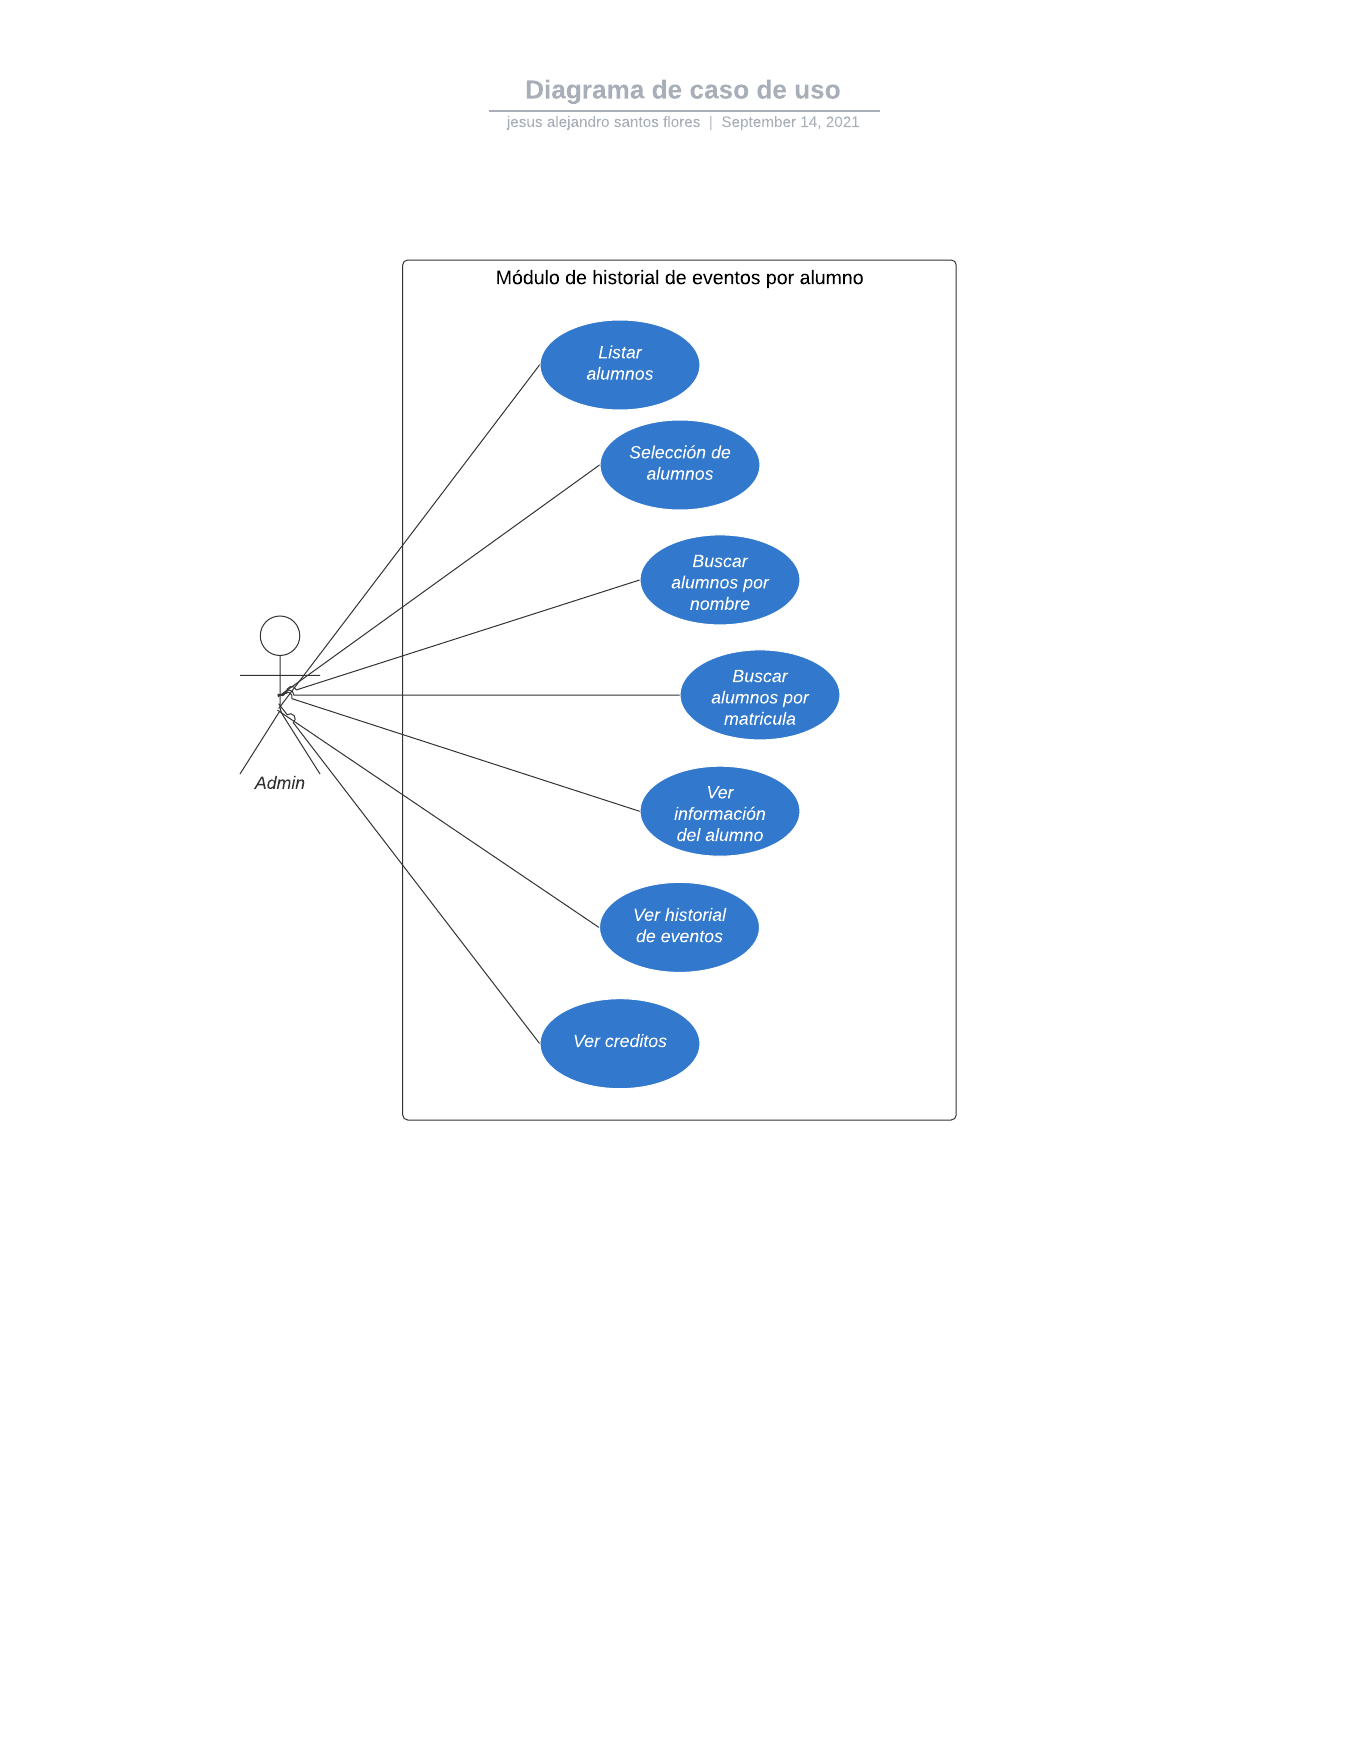 Diagrama de caso de uso
jesus alejandro santos flores | September 14, 2021
Módulo de historial de eventos por alumno
Listar
alumnos
Selección de
alumnos
Buscar
alumnos por
nombre
Buscar
alumnos por
matricula
Admin
Ver
información
del alumno
Ver historial
de eventos
Ver creditos